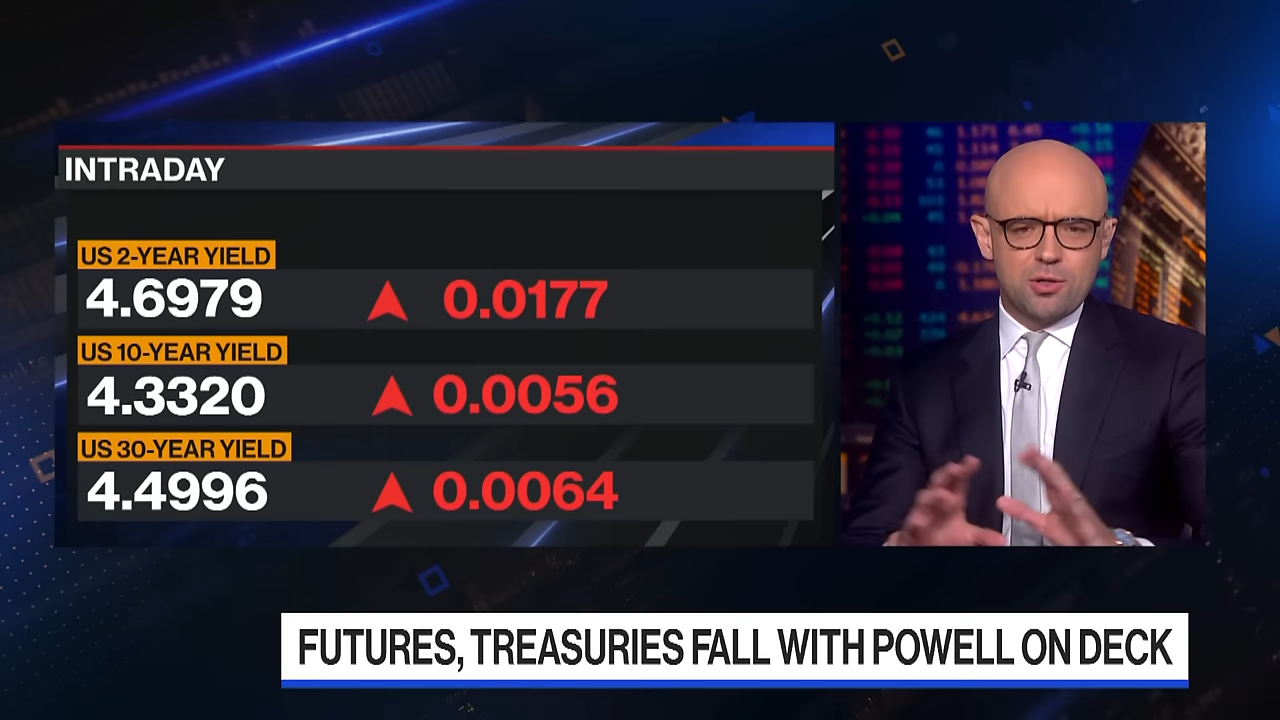 INTRADAY
US 2-YEAR YIELD
4.6979 ▲ 0.0177
US 10-YEAR YIELD
4.3320 ▲ 0.0056
US 30-YEAR YIELD
4.4996 ▲ 0.0064
FUTURES, TREASURIES FALL WITH POWELL ON DECK